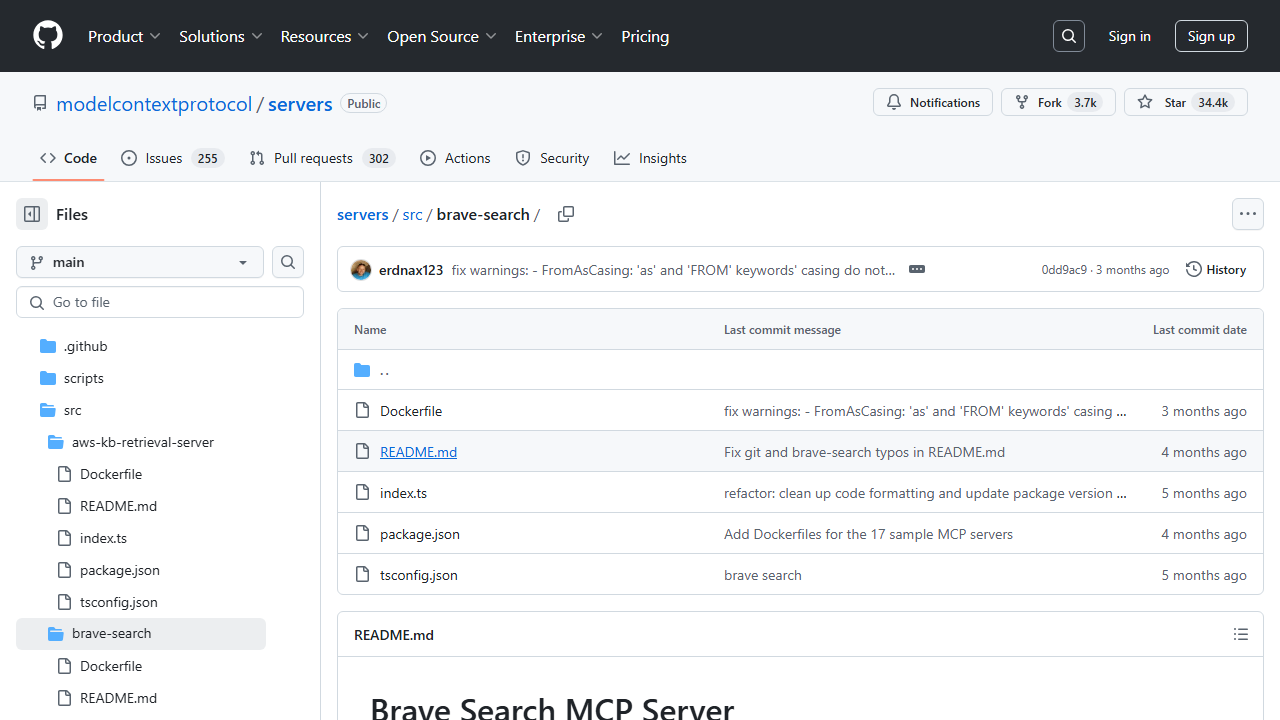 Product Solutions Resources Open Source Enterprise Pricing Sign in Sign up
modelcontextprotocol / servers Public Notifications Fork 3.7k Star 34.4k
Code Issues 255 Pull requests 302 Actions Security Insights
Files
main
Go to file
.github
scripts
src
aws-kb-retrieval-server
Dockerfile
README.md
index.ts
package.json
tsconfig.json
brave-search
Dockerfile
README.md
servers / src / brave-search /
erdnax123 fix warnings: - FromAsCasing: 'as' and 'FROM' keywords' casing do not... 0dd9ac9 · 3 months ago History
Name Last commit message Last commit date
..
Dockerfile fix warnings: - FromAsCasing: 'as' and 'FROM' keywords' casing ... 3 months ago
README.md Fix git and brave-search typos in README.md 4 months ago
index.ts refactor: clean up code formatting and update package version ... 5 months ago
package.json Add Dockerfiles for the 17 sample MCP servers 4 months ago
tsconfig.json brave search 5 months ago
README.md
Brave Search MCP Server